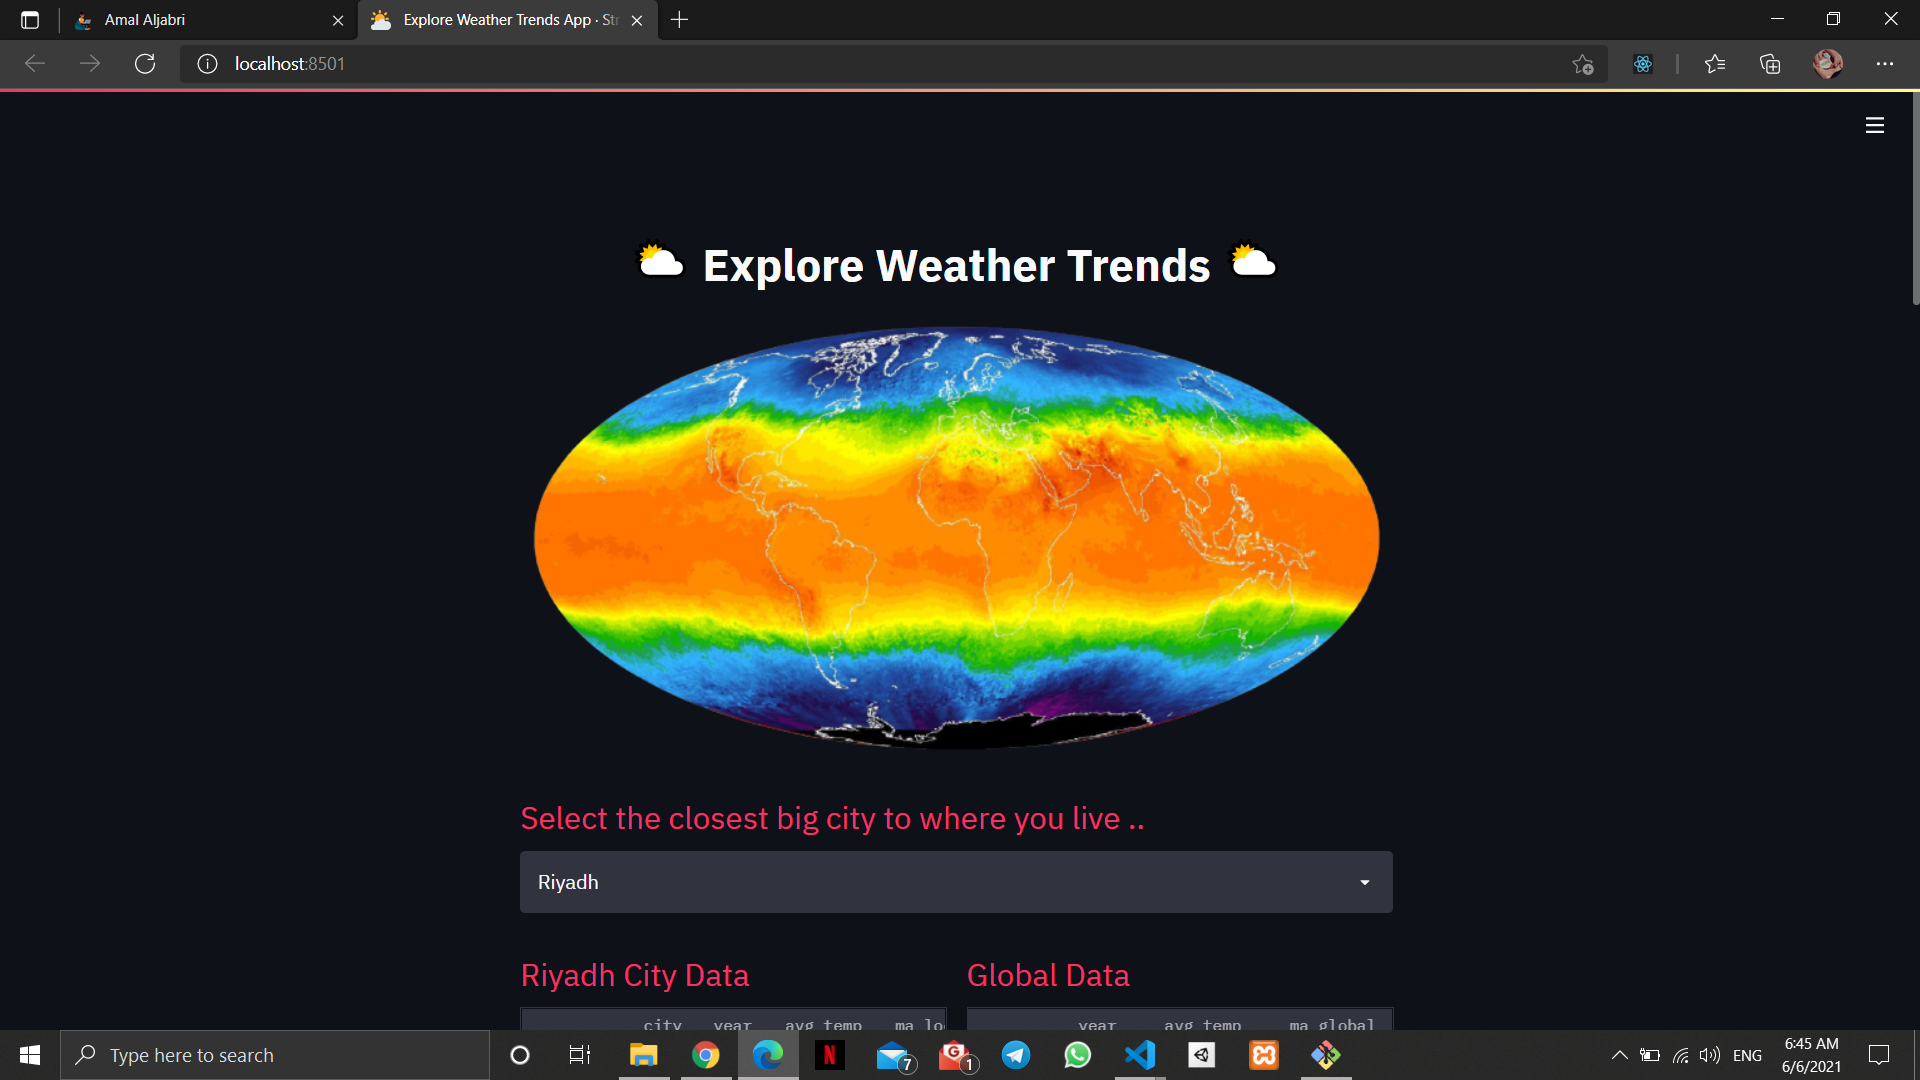 Amal Aljabri
Explore Weather Trends App · Str
localhost:8501
Explore Weather Trends
Select the closest big city to where you live ..
Riyadh
Riyadh City Data
Global Data
city year avg_temp ma_lo
year avg_temp ma_global
Type here to search
N
7
G
1
ENG
6:45 AM
6/6/2021